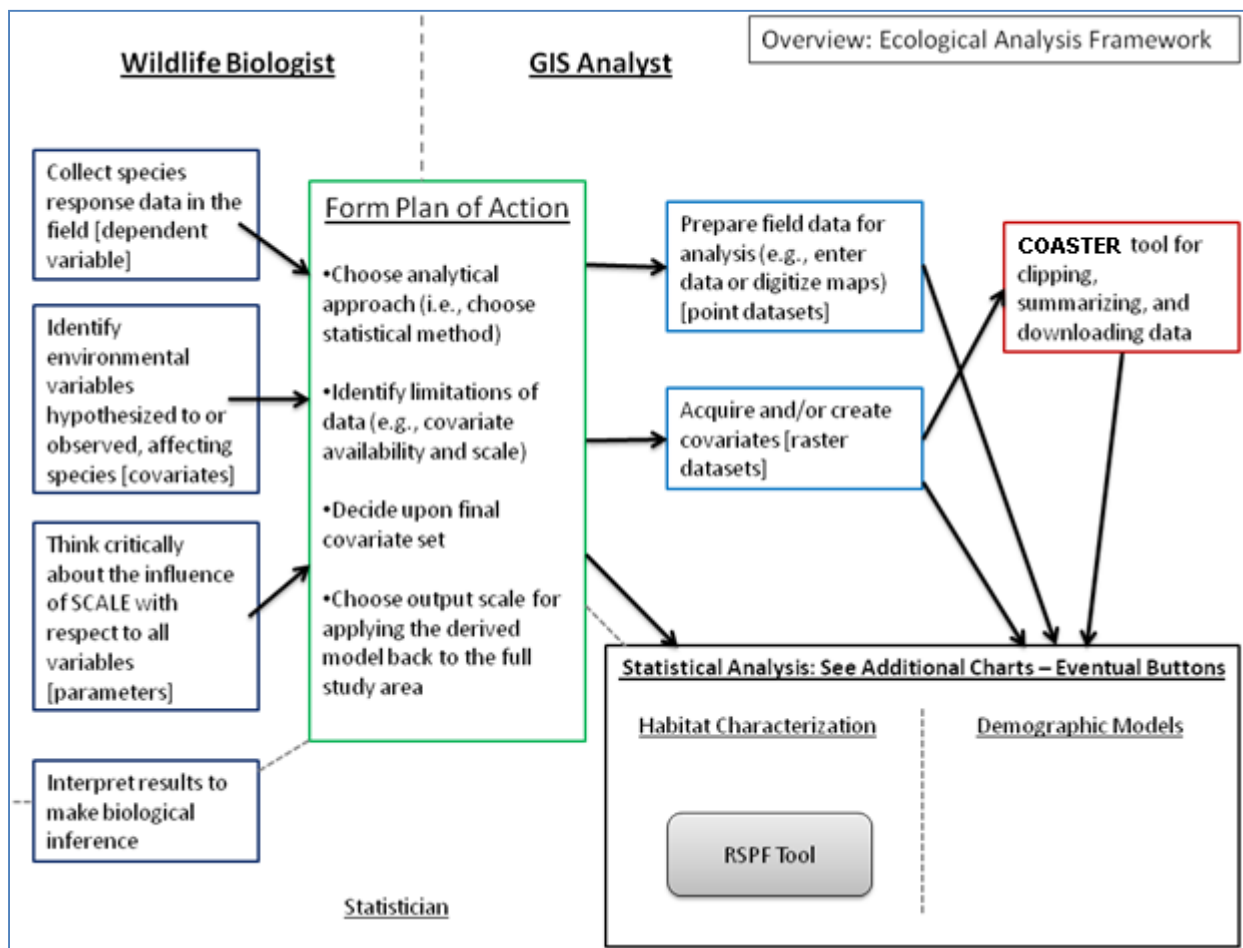 Overview: Ecological Analysis Framework
Wildlife Biologist
GIS Analyst
Collect species
response data in the
field [dependent
variable]
Identify
environmental
variables
hypothesized to or
observed, affecting
species [covariates]
Think critically
about the influence
of SCALE with
respect to all
variables
[parameters]
Interpret results to
make biological
inference
Form Plan of Action
•Choose analytical
approach (i.e., choose
statistical method)
•Identify limitations of
data (e.g., covariate
availability and scale)
•Decide upon final
covariate set
•Choose output scale for
applying the derived
model back to the full
study area
Prepare field data for
analysis (e.g., enter
data or digitize maps)
[point datasets]
Acquire and/or create
covariates [raster
datasets]
COASTER tool for
clipping,
summarizing, and
downloading data
Statistical Analysis: See Additional Charts – Eventual Buttons
Habitat Characterization
Demographic Models
RSPF Tool
Statistician